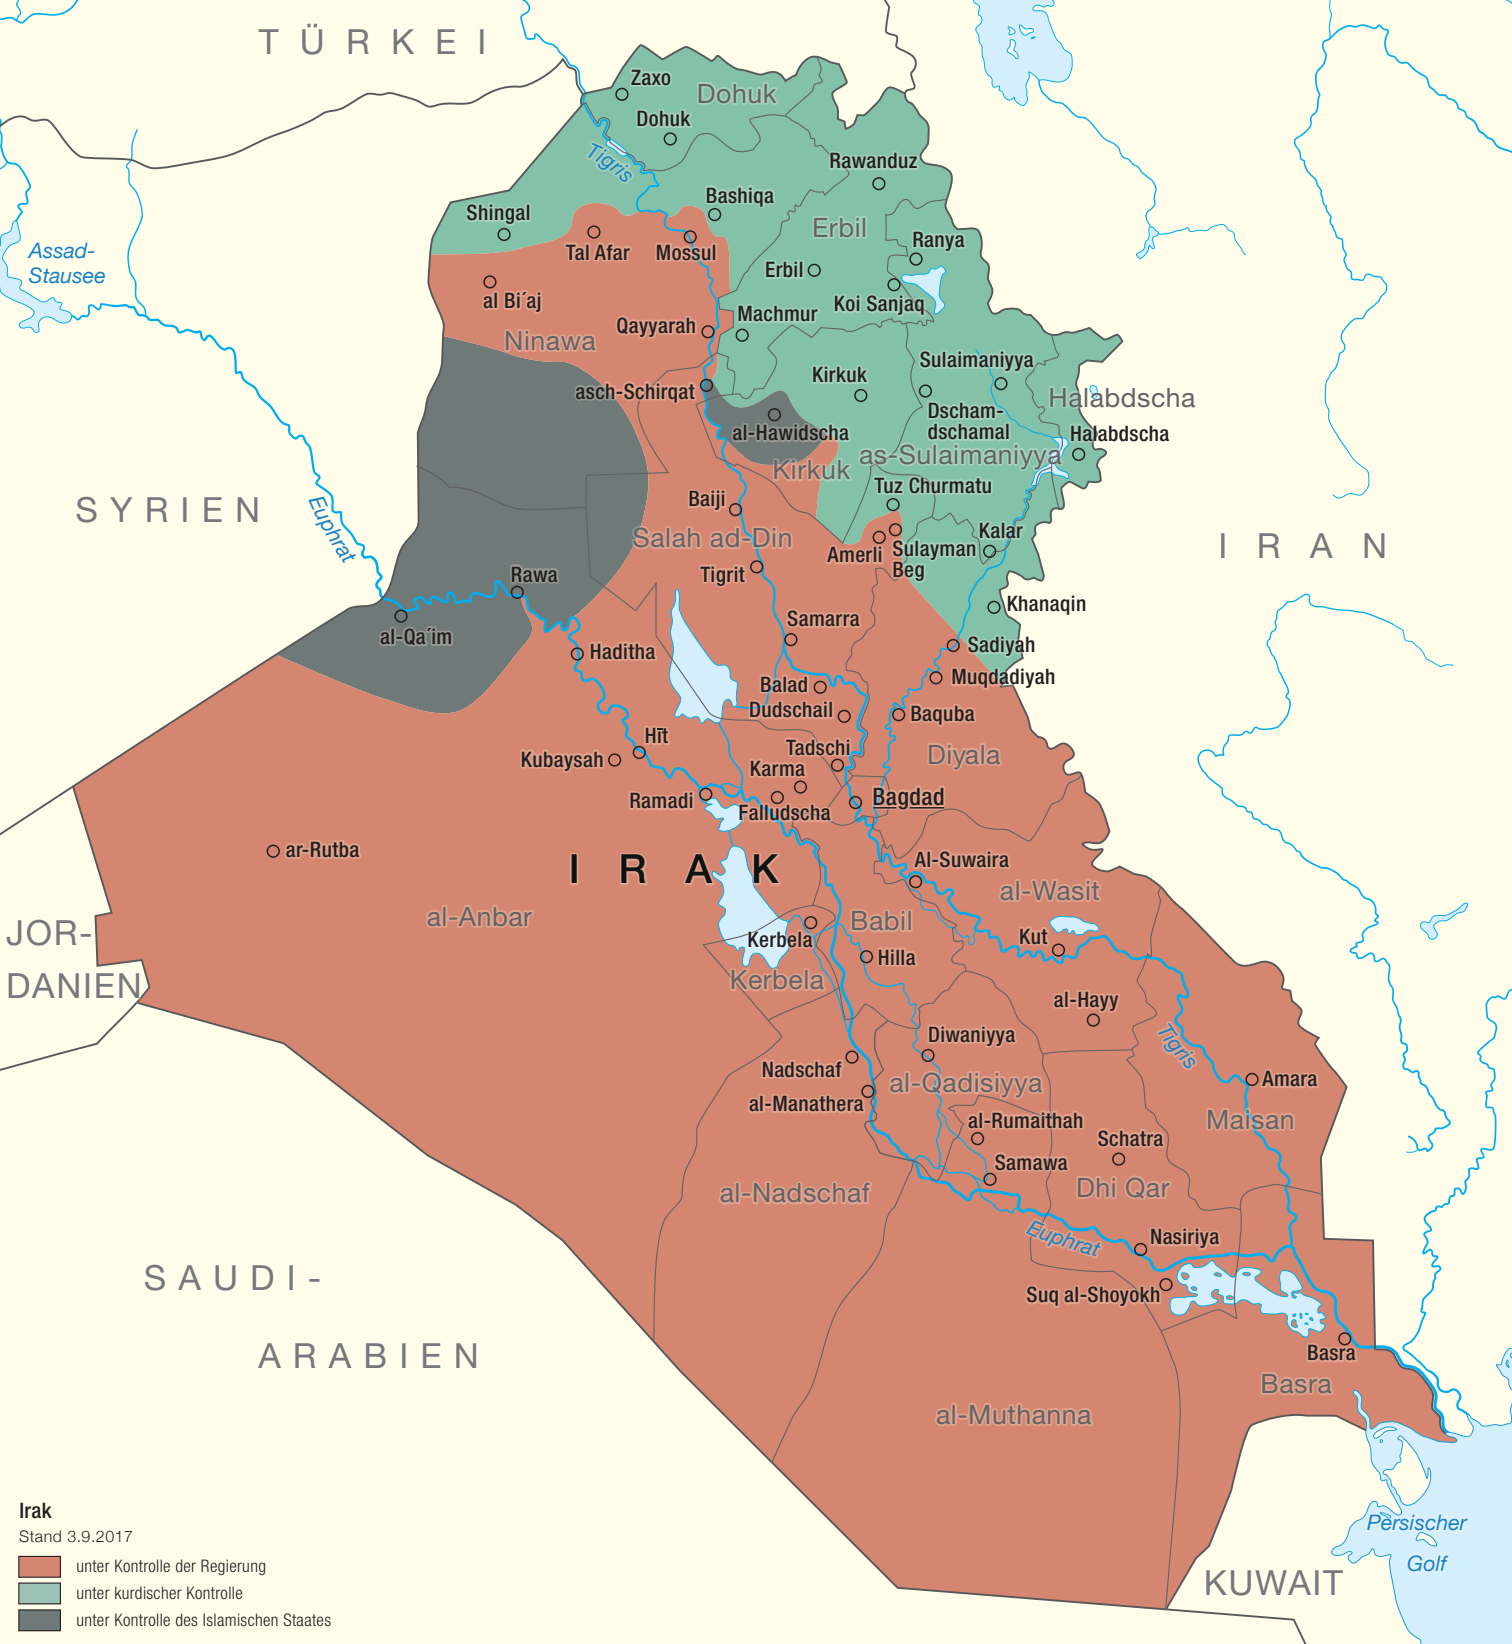 TÜRKEI
Zaxo
Dohuk
Dohuk
Tigris
Rawanduz
Bashiqa
Shingal
Erbil
Ranya
Assad-
Stausee
Tal Afar
Mossul
Erbil
al Bi´aj
Koi Sanjaq
Machmur
Qayyarah
Ninawa
Sulaimaniyya
Kirkuk
asch-Schirqat
Halabdscha
Dscham-
dschamal
al-Hawidscha
Halabdscha
as-Sulaimaniyya
Kirkuk
Tuz Churmatu
Baiji
SYRIEN
Euphrat
Salah ad-Din
Kalar
IRAN
Amerli
Sulayman
Beg
Rawa
Tigrit
Khanaqin
Samarra
al-Qa´im
Haditha
Sadiyah
Muqdadiyah
Balad
Dudschail
Baquba
Hīt
Tadschi
Diyala
Kubaysah
Karma
Ramadi
Bagdad
Falludscha
ar-Rutba
IRAK
Al-Suwaira
al-Wasit
al-Anbar
Babil
JOR-
DANIEN
Kerbela
Kut
Hilla
Kerbela
al-Hayy
Diwaniyya
Tigris
Nadschaf
al-Qadisiyya
Amara
al-Manathera
al-Rumaithah
Maisan
Schatra
Samawa
al-Nadschaf
Dhi Qar
Euphrat
Nasiriya
SAUDI-
ARABIEN
Suq al-Shoyokh
Basra
Basra
al-Muthanna
Persischer
Golf
KUWAIT
Irak
Stand 3.9.2017
unter Kontrolle der Regierung
unter kurdischer Kontrolle
unter Kontrolle des Islamischen Staates